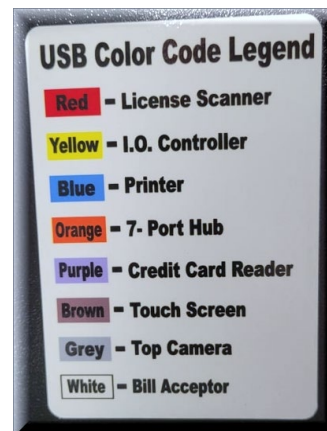 USB Color Code Legend
Red - License Scanner
Yellow - I.O. Controller
Blue - Printer
Orange - 7- Port Hub
Purple - Credit Card Reader
Brown - Touch Screen
Grey - Top Camera
White - Bill Acceptor